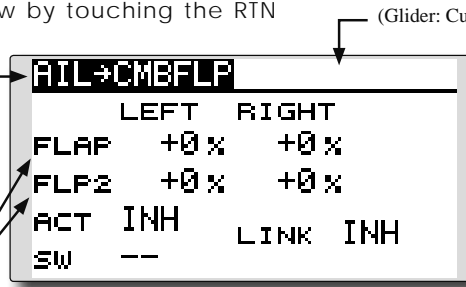 w by touching the RTN
(Glider: Cu
AIL→CMBFLP
LEFT RIGHT
FLAP +0% +0%
FLP2 +0% +0%
ACT INH LINK INH
SW --